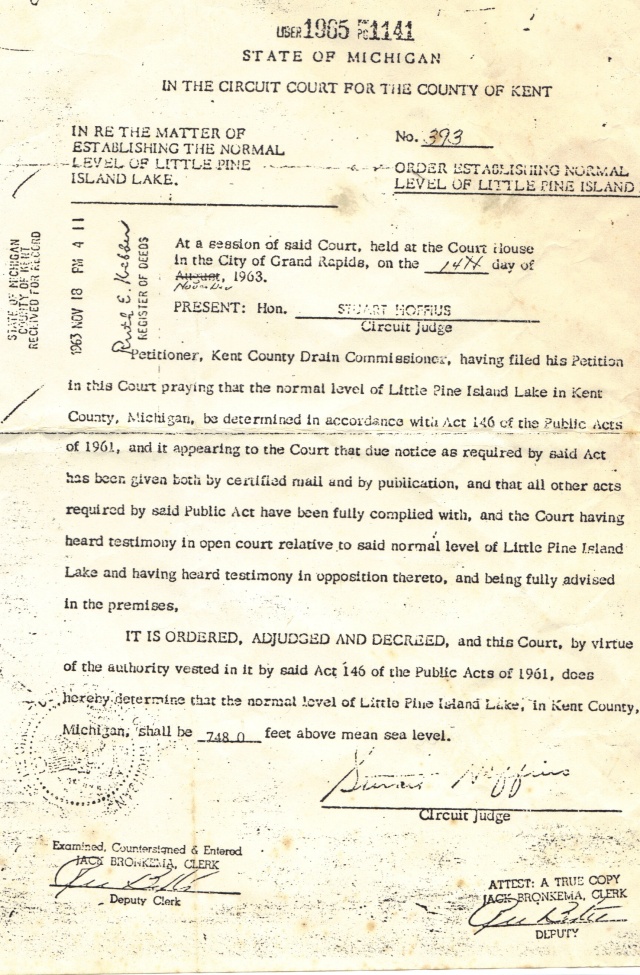 LIBER 1965 PG 1141
STATE OF MICHIGAN
IN THE CIRCUIT COURT FOR THE COUNTY OF KENT
IN RE THE MATTER OF
ESTABLISHING THE NORMAL
LEVEL OF LITTLE PINE
ISLAND LAKE.
No. 393
ORDER ESTABLISHING NORMAL
LEVEL OF LITTLE PINE ISLAND
STATE OF MICHIGAN
COUNTY OF KENT
RECEIVED FOR RECORD
1963 NOV 18 PM 4 11
Ruth E.
REGISTER OF DEEDS
At a session of said Court, held at the Court House
in the City of Grand Rapids, on the 14th day of
August, 1963.
November
PRESENT: Hon. STUART HOFFIUS
Circuit Judge
Petitioner, Kent County Drain Commissioner, having filed his Petition
in this Court praying that the normal level of Little Pine Island Lake in Kent
County, Michigan, be determined in accordance with Act 146 of the Public Acts
of 1961, and it appearing to the Court that due notice as required by said Act
has been given both by certified mail and by publication, and that all other acts
required by said Public Act have been fully complied with, and the Court having
heard testimony in open court relative to said normal level of Little Pine Island
Lake and having heard testimony in opposition thereto, and being fully advised
in the premises,
IT IS ORDERED, ADJUDGED AND DECREED, and this Court, by virtue
of the authority vested in it by said Act 146 of the Public Acts of 1961, does
hereby determine that the normal level of Little Pine Island Lake, in Kent County,
Michigan, shall be 748.0 feet above mean sea level.
Stuart Hoffius
Circuit Judge
Examined, Countersigned & Entered
JACK BRONKEMA, CLERK
Deputy Clerk
ATTEST: A TRUE COPY
JACK BRONKEMA, CLERK
DEPUTY